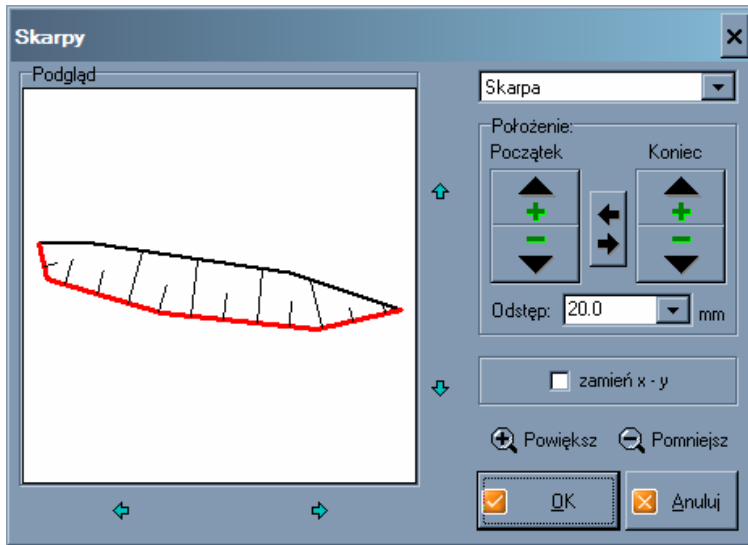 Skarpy
Podgląd
Skarpa
Położenie:
Początek Koniec
Odstęp: 20.0 mm
zamień x - y
Powiększ Pomniejsz
OK Anuluj